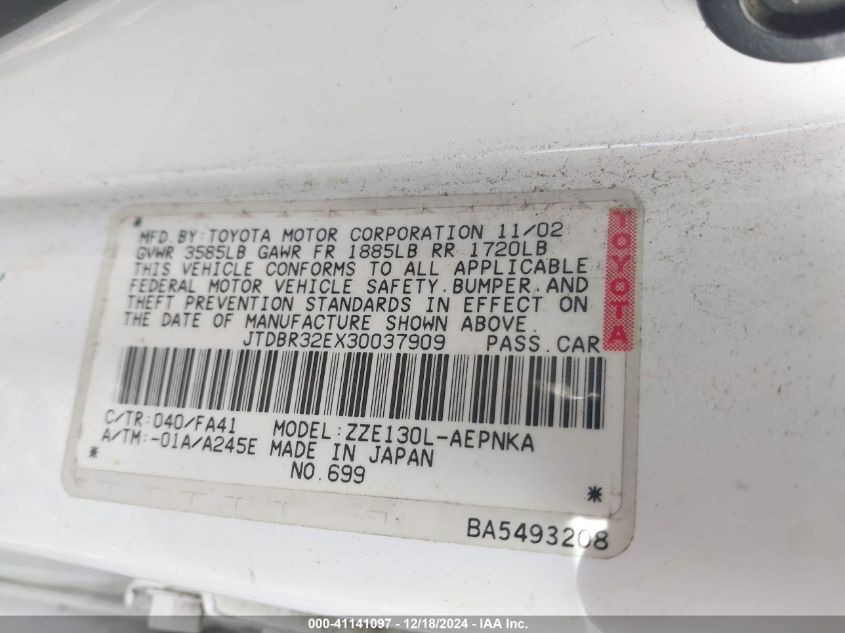 *
MFD BY:TOYOTA MOTOR CORPORATION 11/02
GVWR 3585LB GAWR FR 1885LB RR 1720LB
THIS VEHICLE CONFORMS TO ALL APPLICABLE
FEDERAL MOTOR VEHICLE SAFETY.BUMPER.AND
THEFT PREVENTION STANDARDS IN EFFECT ON
THE DATE OF MANUFACTURE SHOWN ABOVE.
JTDBR32EX30037909 PASS.CAR
TOYOTA
C/TR:040/FA41 MODEL:ZZE130L-AEPNKA
A/TM:-01A/A245E MADE IN JAPAN
* NO.699 *
BA5493208
000-41141097 - 12/18/2024 - IAA Inc.